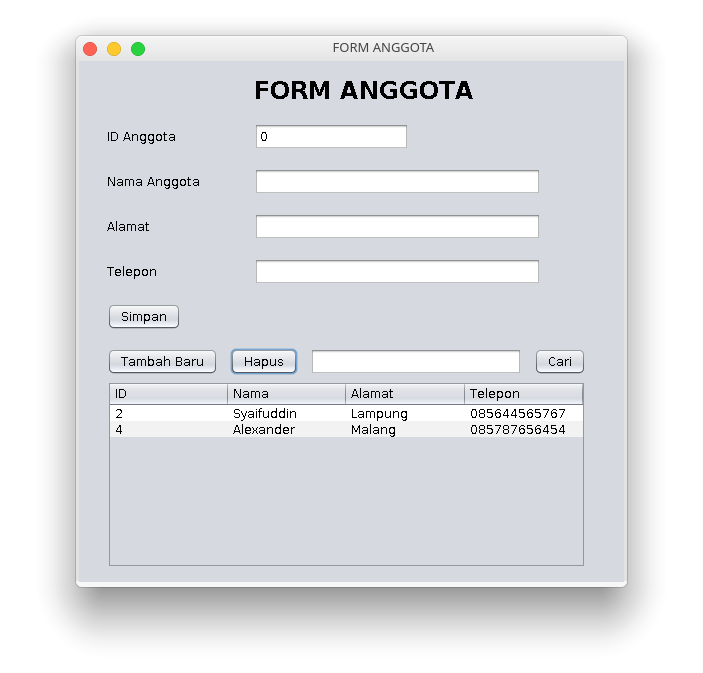 FORM ANGGOTA
FORM ANGGOTA
ID Anggota 0
Nama Anggota
Alamat
Telepon
Simpan
Tambah Baru Hapus Cari
ID Nama Alamat Telepon
2 Syaifuddin Lampung 085644565767
4 Alexander Malang 085787656454